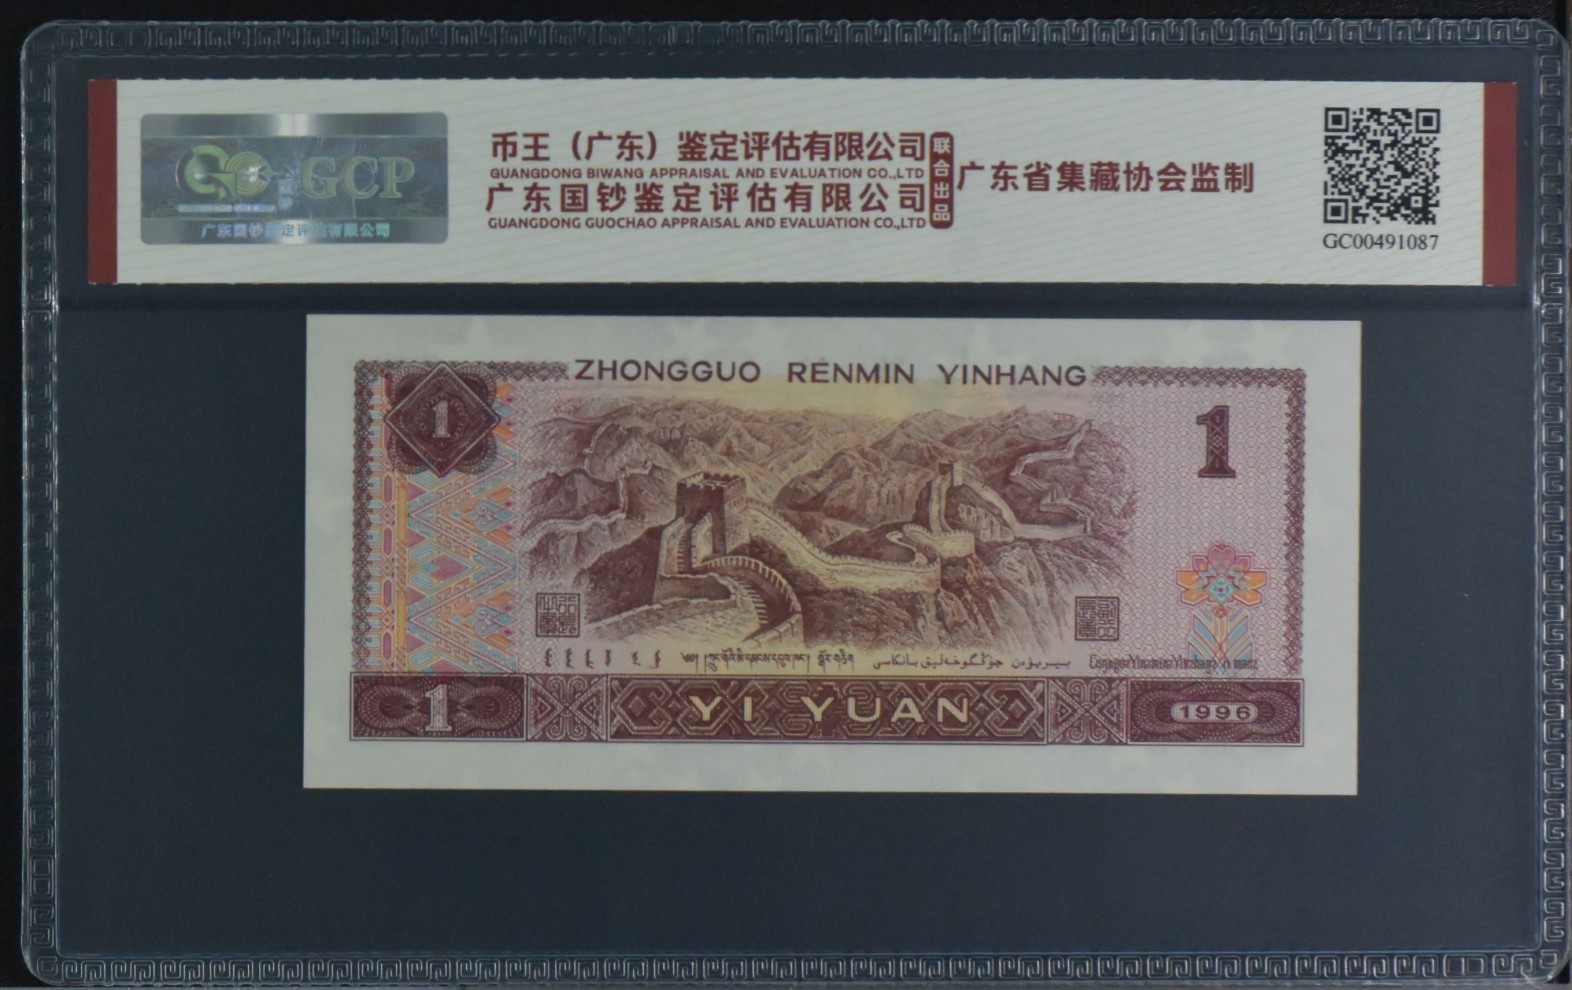 GCP
广东国钞鉴定评估有限公司
币王（广东）鉴定评估有限公司
GUANGDONG BIWANG APPRAISAL AND EVALUATION CO.,LTD
广东国钞鉴定评估有限公司
GUANGDONG GUOCHAO APPRAISAL AND EVALUATION CO.,LTD
联合出品
广东省集藏协会监制
GC00491087
ZHONGGUO RENMIN YINHANG
1
1
1
YI YUAN
1996